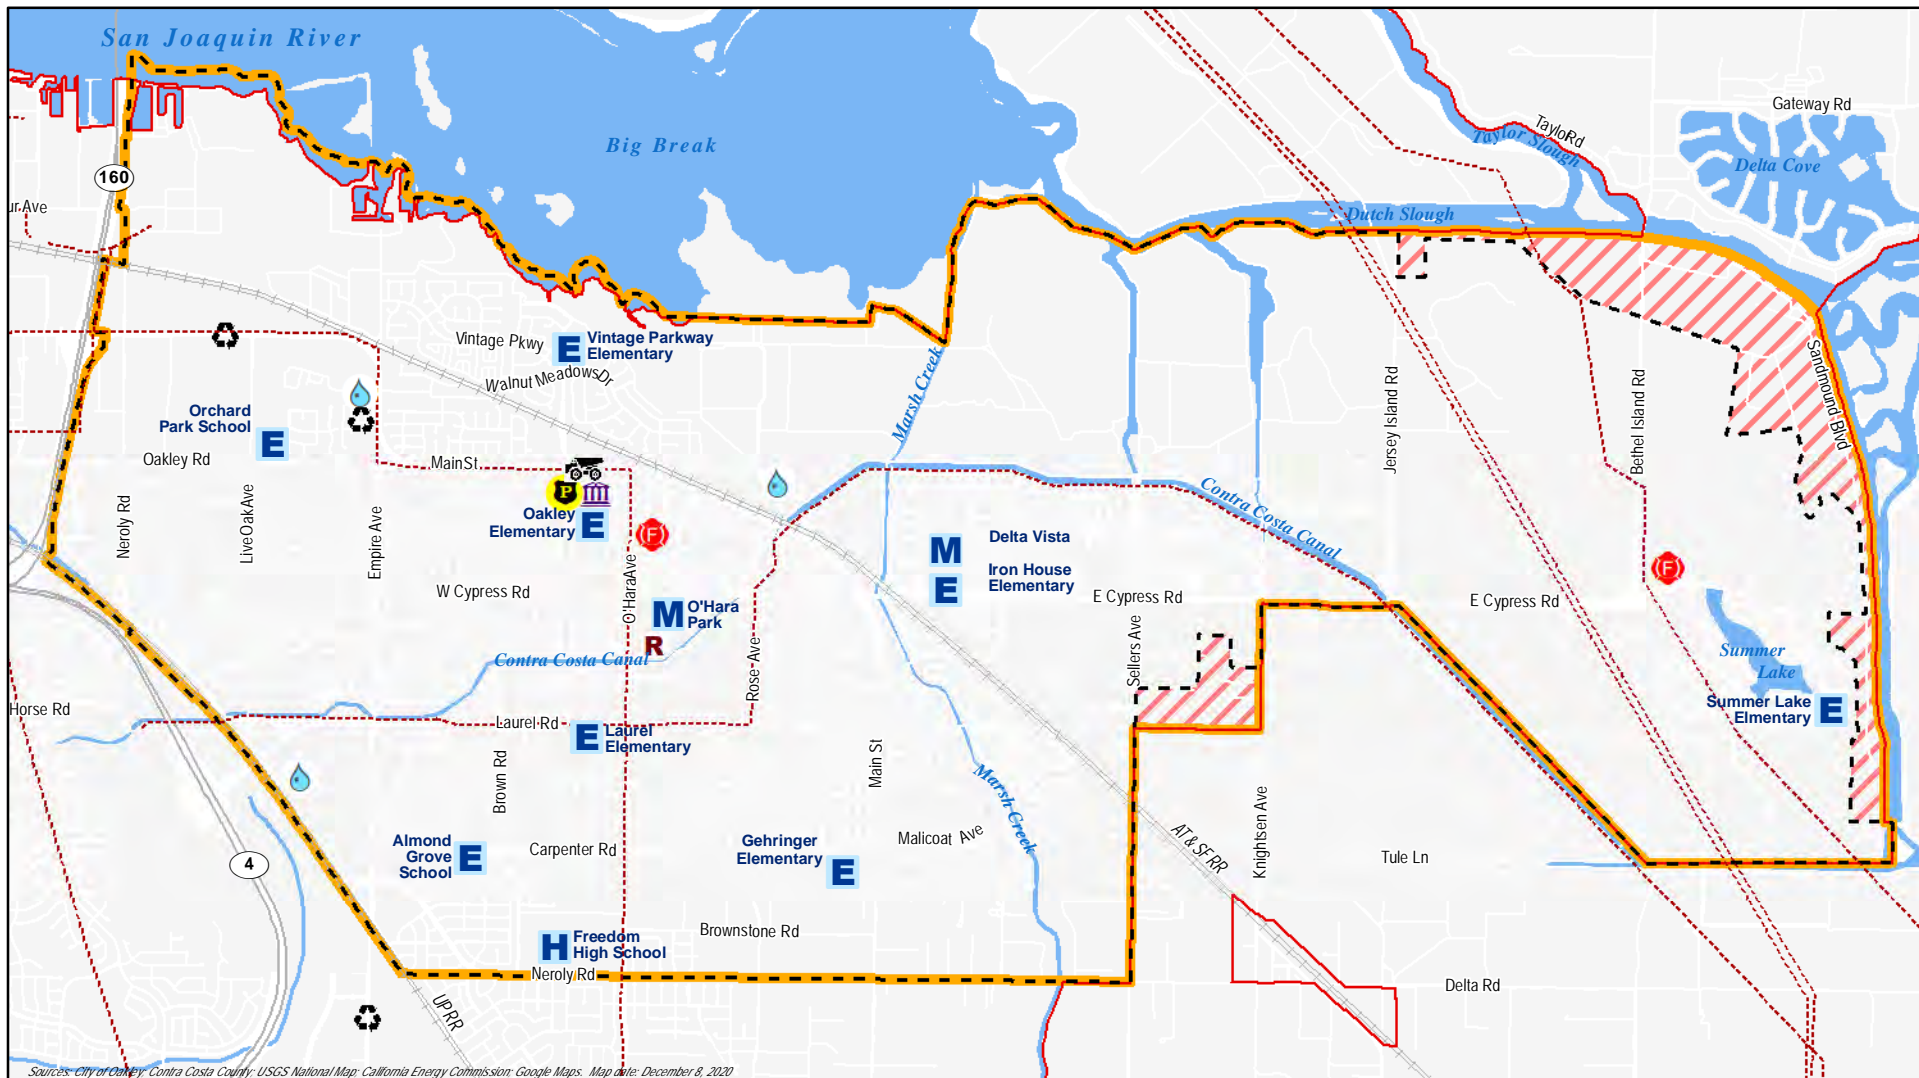 San Joaquin River
Gateway Rd
Taylo Rd
Taylor Slough
Big Break
Delta Cove
160
ur Ave
Dutch Slough
Vintage Pkwy
Vintage Parkway
Elementary
Walnut Meadows Dr
Marsh Creek
Jersey Island Rd
Bethel Island Rd
Sandmound Blvd
Orchard
Park School
E
E
Oakley Rd
Main St
Neroly Rd
Live Oak Ave
Empire Ave
P
Oakley
Elementary
E
F
O'Hara Ave
Contra Costa Canal
M
Delta Vista
Iron House
Elementary
E
F
W Cypress Rd
E Cypress Rd
E Cypress Rd
M
O'Hara
Park
R
Contra Costa Canal
Rose Ave
Sellers Ave
Summer
Lake
Horse Rd
Laurel Rd
E
Laurel
Elementary
Summer Lake
Elmentary
E
Brown Rd
Main St
Marsh Creek
Knightsen Ave
4
Almond
Grove
School
E
Carpenter Rd
Gehringer
Elementary
E
Malicoat Ave
AT & SF RR
Tule Ln
H
Freedom
High School
Brownstone Rd
Neroly Rd
Delta Rd
UPRR
Sources: City of Oakley; Contra Costa County; USGS National Map; California Energy Commission; Google Maps. Map date: December 8, 2020